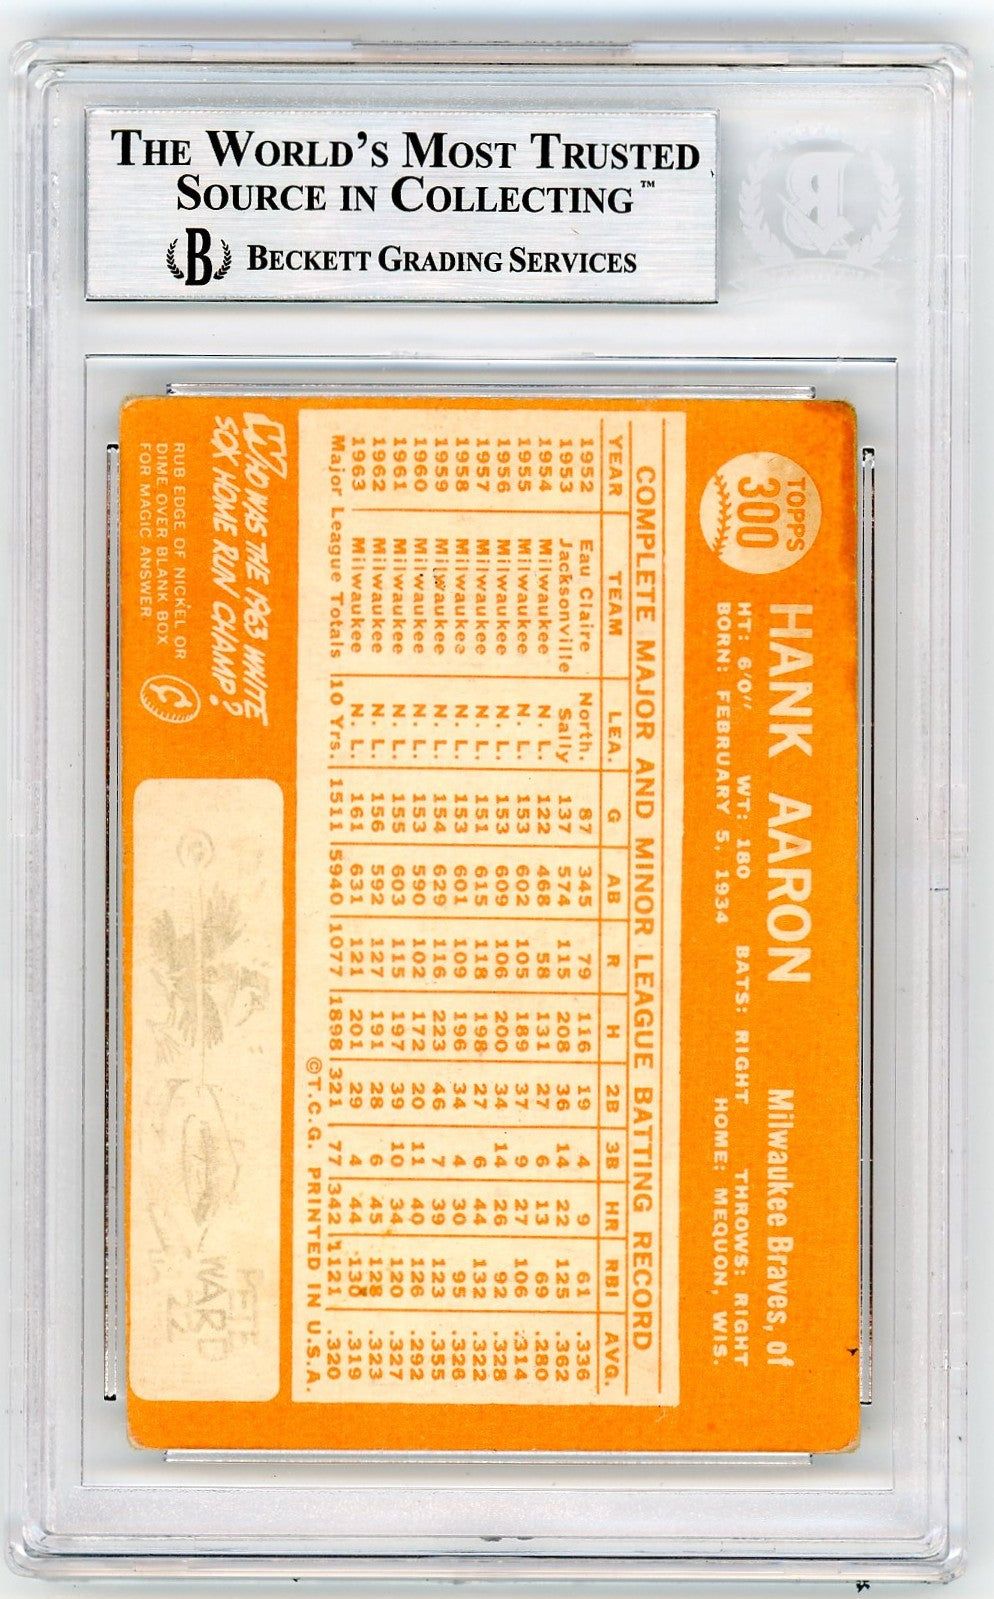 THE WORLD'S MOST TRUSTED
SOURCE IN COLLECTING™
B BECKETT GRADING SERVICES
TOPPS
300
HANK AARON Milwaukee Braves, of
HT: 6'0" WT: 180 BATS: RIGHT THROWS: RIGHT
BORN: FEBRUARY 5, 1934 HOME: MEQUON, WIS.
COMPLETE MAJOR AND MINOR LEAGUE BATTING RECORD
YEAR TEAM LEA. G AB R H 2B 3B HR RBI AVG.
1952 Eau Claire North. 87 345 79 116 19 4 9 61 .336
1953 Jacksonville Sally 137 574 115 208 36 14 22 125 .362
1954 Milwaukee N. L. 122 468 58 131 27 6 13 69 .280
1955 Milwaukee N. L. 153 602 105 189 37 9 27 106 .314
1956 Milwaukee N. L. 153 609 106 200 34 14 26 92 .328
1957 Milwaukee N. L. 151 615 118 198 27 6 44 132 .322
1958 Milwaukee N. L. 153 601 109 196 34 4 30 95 .326
1959 Milwaukee N. L. 154 629 116 223 46 7 39 123 .355
1960 Milwaukee N. L. 153 590 102 172 20 11 40 126 .292
1961 Milwaukee N. L. 155 603 115 197 39 10 34 120 .327
1962 Milwaukee N. L. 156 592 127 191 28 6 45 128 .323
1963 Milwaukee N. L. 161 631 121 201 29 4 44 130 .319
Major League Totals 10 Yrs. 1511 5940 1077 1898 321 77 342 1121 .320
©T.C.G. PRINTED IN U.S.A.
WHO WAS THE 1963 WHITE
SOX HOME RUN CHAMP?
RUB EDGE OF NICKEL OR
DIME OVER BLANK BOX
FOR MAGIC ANSWER
PETE
WARD
22